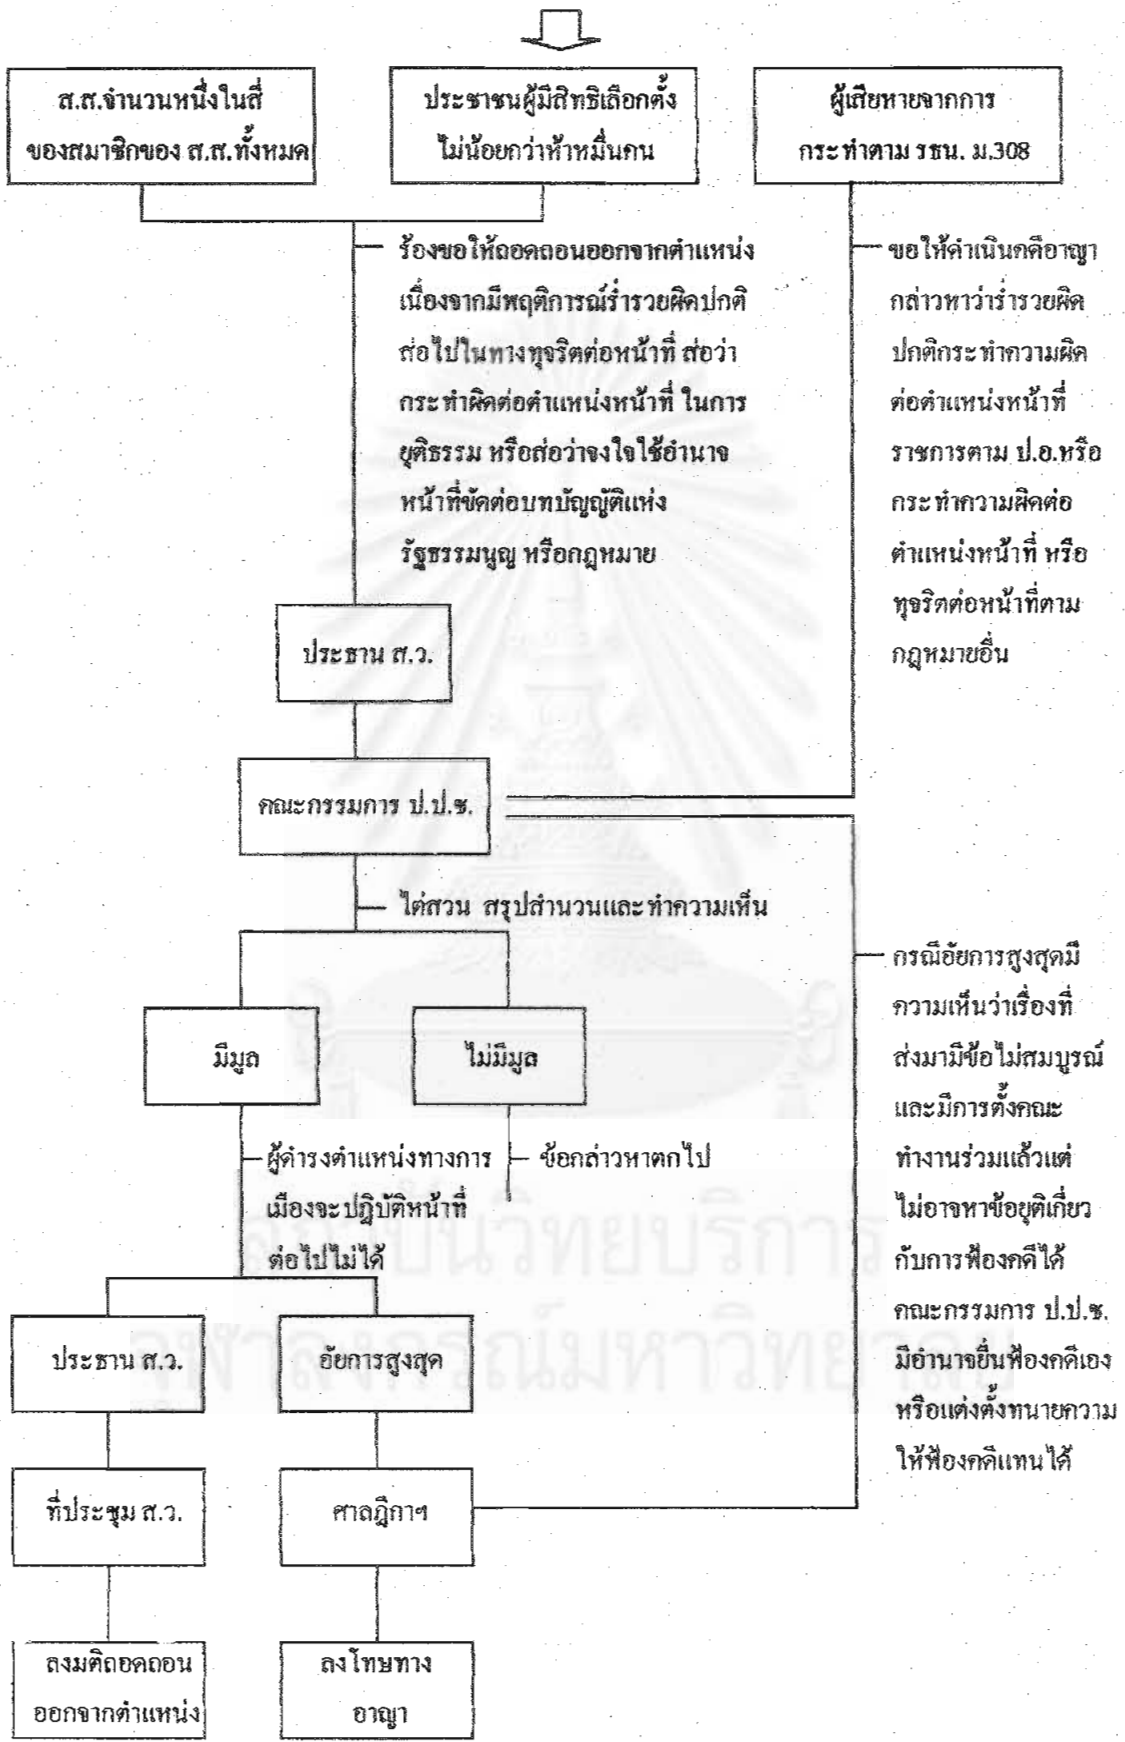 ส.ส.จำนวนหนึ่งในสี่
ของสมาชิกของ ส.ส.ทั้งหมด
ประชาชนผู้มีสิทธิเลือกตั้ง
ไม่น้อยกว่าห้าหมื่นคน
ผู้เสียหายจากการ
กระทำตาม รธน. ม.308
ร้องขอให้ถอดถอนออกจากตำแหน่ง
เนื่องจากมีพฤติการณ์ร่ำรวยผิดปกติ
ส่อไปในทางทุจริตต่อหน้าที่ ส่อว่า
กระทำผิดต่อตำแหน่งหน้าที่ ในการ
ยุติธรรม หรือส่อว่าจงใจใช้อำนาจ
หน้าที่ขัดต่อบทบัญญัติแห่ง
รัฐธรรมนูญ หรือกฎหมาย
ขอให้ดำเนินคดีอาญา
กล่าวหาว่าร่ำรวยผิด
ปกติกระทำความผิด
ต่อตำแหน่งหน้าที่
ราชการตาม ป.อ.หรือ
กระทำความผิดต่อ
ตำแหน่งหน้าที่ หรือ
ทุจริตต่อหน้าที่ตาม
กฎหมายอื่น
ประธาน ส.ว.
คณะกรรมการ ป.ป.ช.
ไต่สวน สรุปสำนวนและทำความเห็น
มีมูล
ไม่มีมูล
ผู้ดำรงตำแหน่งทางการ
เมืองจะปฏิบัติหน้าที่
ต่อไปไม่ได้
ข้อกล่าวหาตกไป
กรณีอัยการสูงสุดมี
ความเห็นว่าเรื่องที่
ส่งมามีข้อไม่สมบูรณ์
และมีการตั้งคณะ
ทำงานร่วมแล้วแต่
ไม่อาจหาข้อยุติเกี่ยว
กับการฟ้องคดีได้
คณะกรรมการ ป.ป.ช.
มีอำนาจยื่นฟ้องคดีเอง
หรือแต่งตั้งทนายความ
ให้ฟ้องคดีแทนได้
ประธาน ส.ว.
อัยการสูงสุด
ที่ประชุม ส.ว.
ศาลฎีกาฯ
ลงมติถอดถอน
ออกจากตำแหน่ง
ลงโทษทาง
อาญา
สถาบันวิทยบริการ
จุฬาลงกรณ์มหาวิทยาลัย